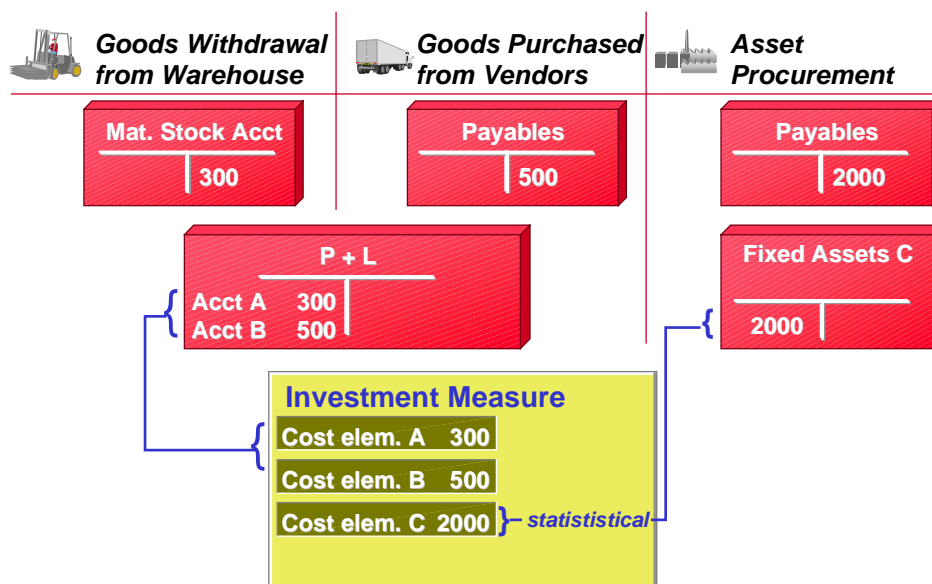 Goods Withdrawal
from Warehouse
Goods Purchased
from Vendors
Asset
Procurement
Mat. Stock Acct
300
Payables
500
Payables
2000
P + L
Acct A 300
Acct B 500
Fixed Assets C
2000
Investment Measure
Cost elem. A 300
Cost elem. B 500
Cost elem. C 2000
statististical